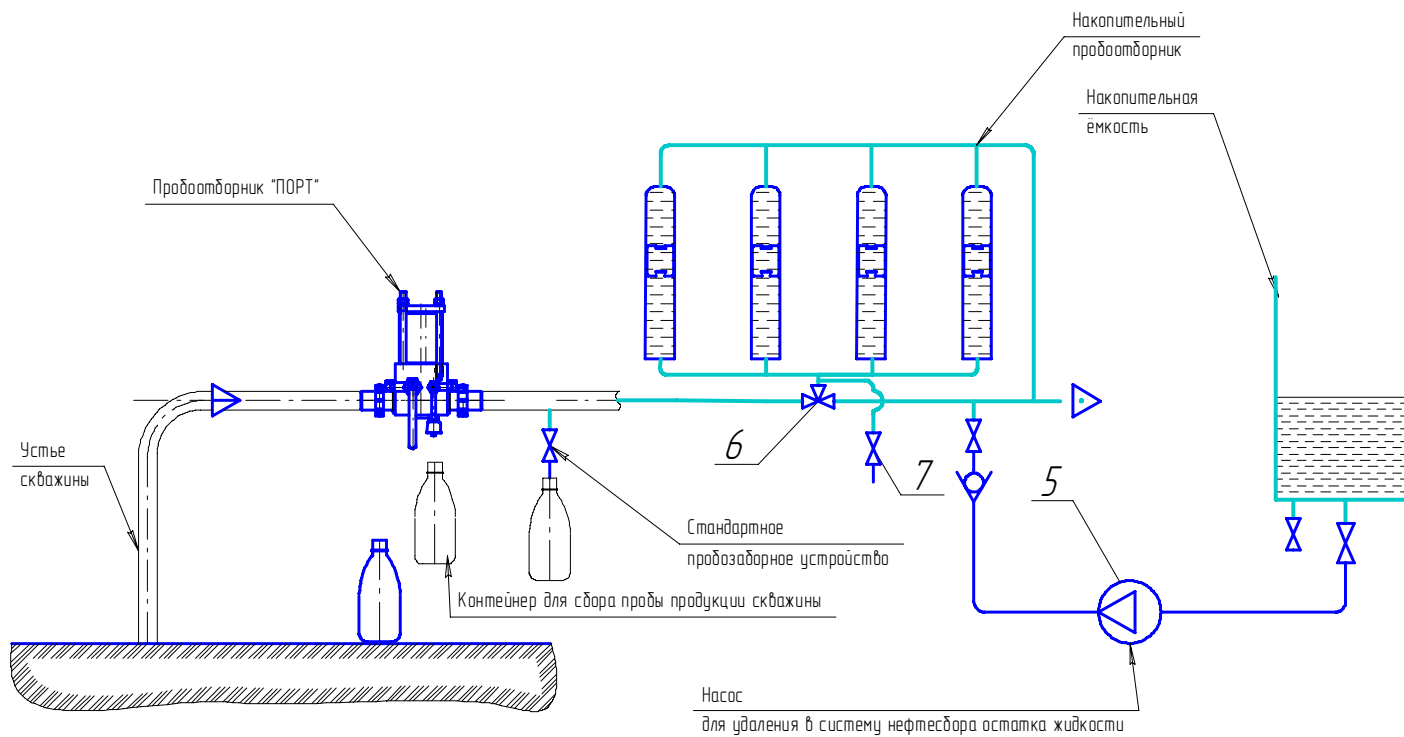 Накопительный
пробоотборник
Накопительная
ёмкость
Пробоотборник "ПОРТ"
6
7
5
Устье
скважины
Стандартное
пробозаборное устройство
Контейнер для сбора пробы продукции скважины
Насос
для удаления в систему нефтесбора остатка жидкости